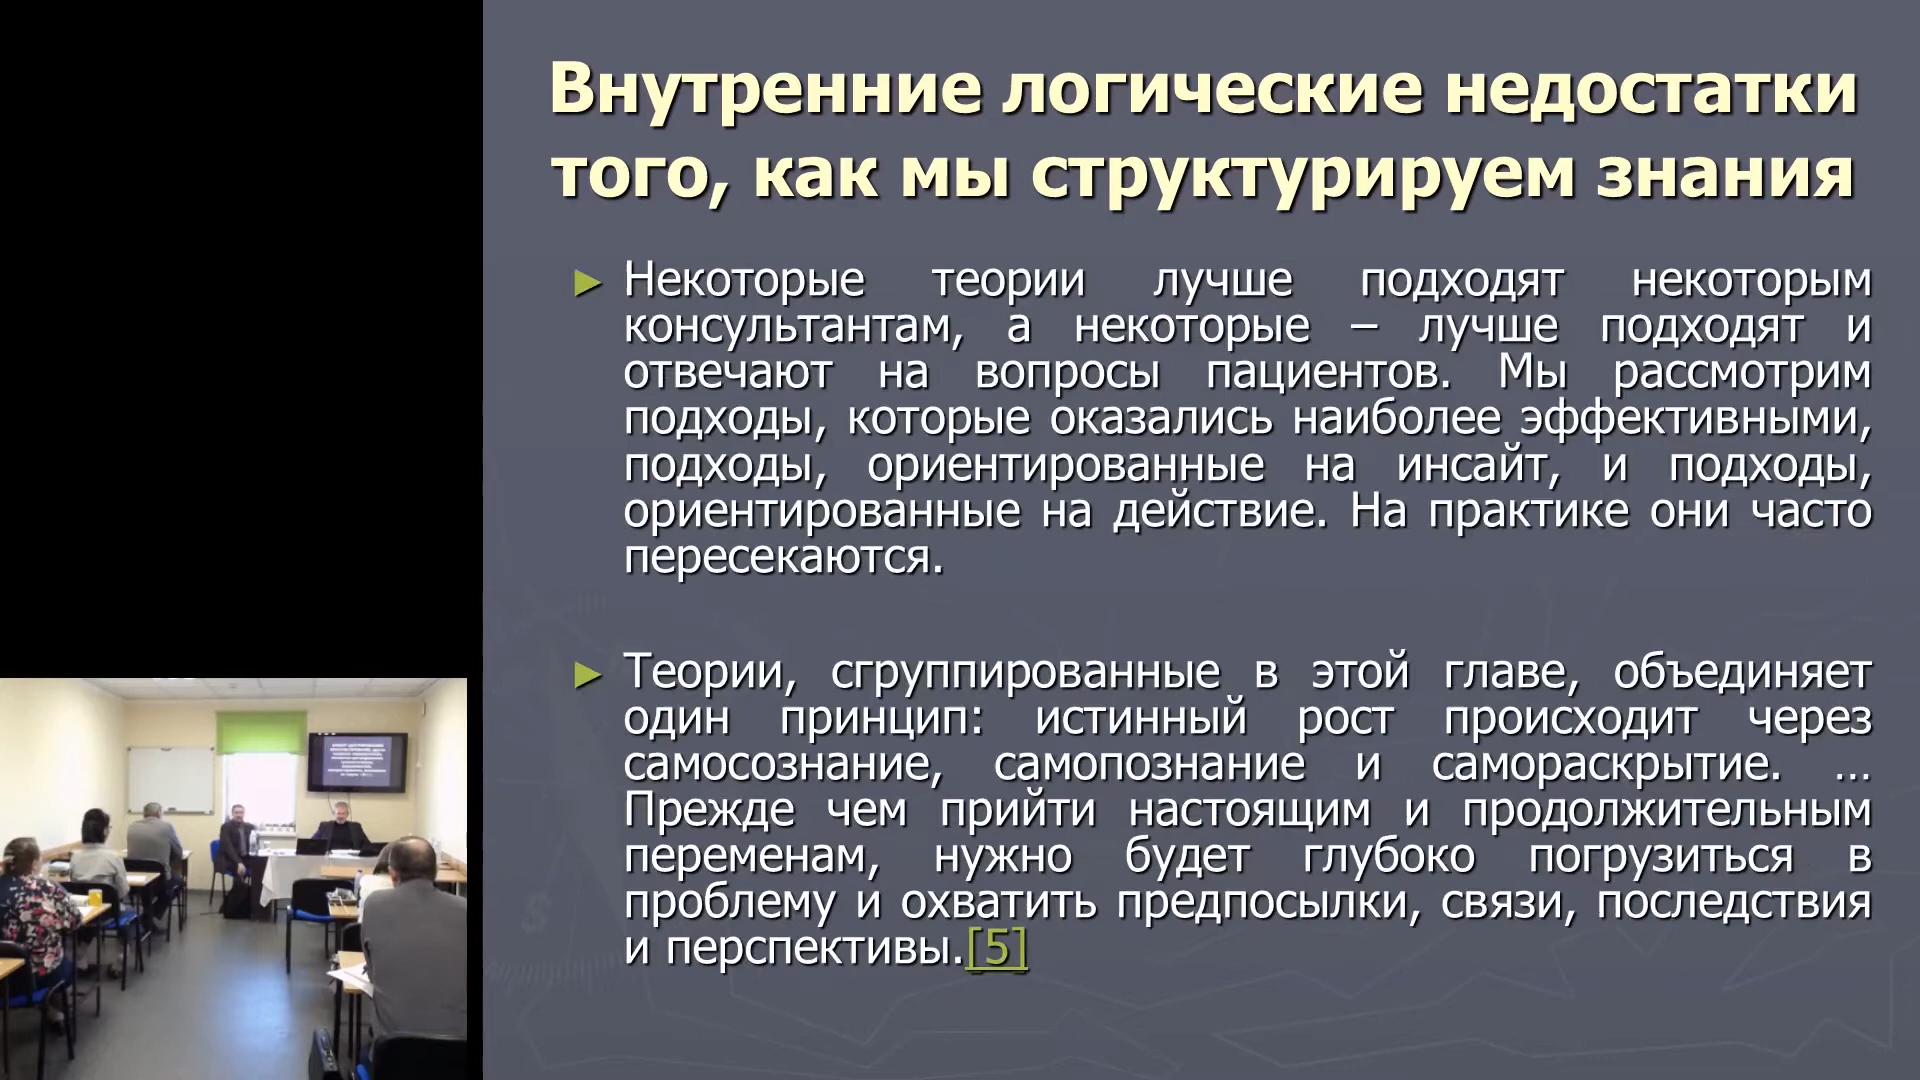 Внутренние логические недостатки
того, как мы структурируем знания
► Некоторые теории лучше подходят некоторым
консультантам, а некоторые – лучше подходят и
отвечают на вопросы пациентов. Мы рассмотрим
подходы, которые оказались наиболее эффективными,
подходы, ориентированные на инсайт, и подходы,
ориентированные на действие. На практике они часто
пересекаются.
► Теории, сгруппированные в этой главе, объединяет
один принцип: истинный рост происходит через
самосознание, самопознание и самораскрытие. …
Прежде чем прийти настоящим и продолжительным
переменам, нужно будет глубоко погрузиться в
проблему и охватить предпосылки, связи, последствия
и перспективы.[5]